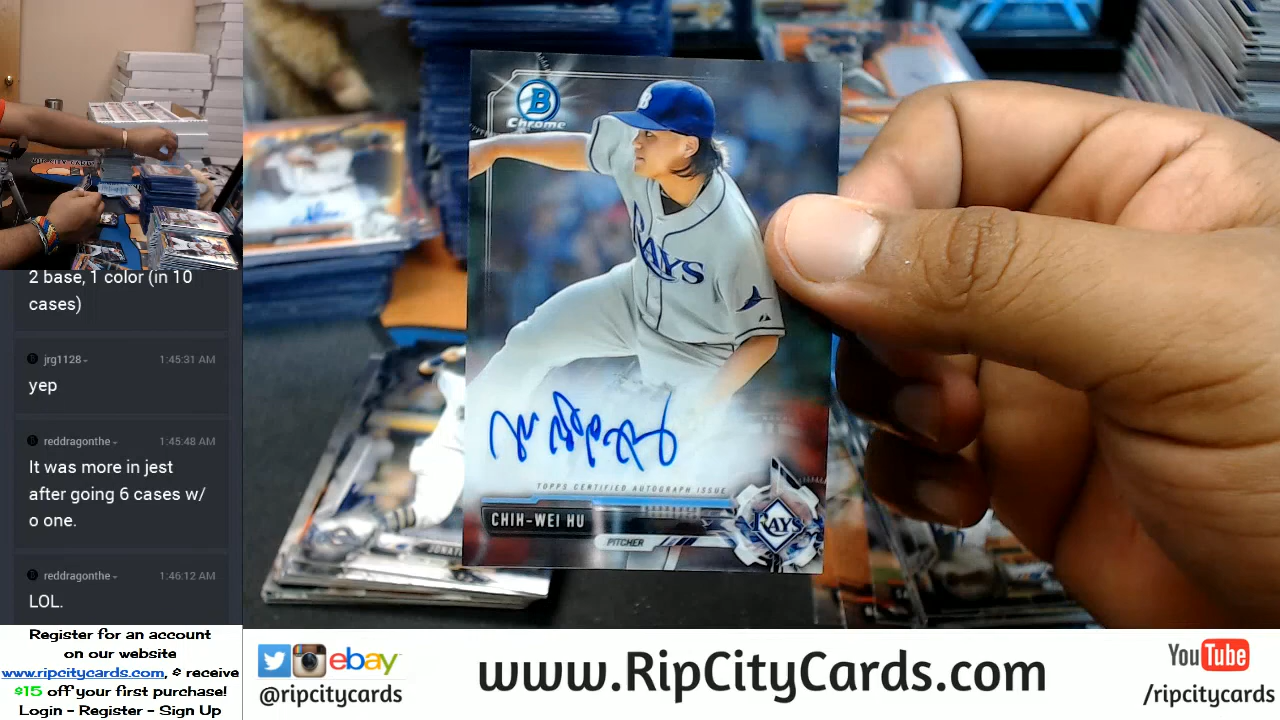 RIP CITY CARDS
2 base, 1 color (in 10
cases)
jrg1128
1:45:31 AM
yep
reddragonthe
1:45:48 AM
It was more in jest
after going 6 cases w/
o one.
reddragonthe
1:46:12 AM
LOL.
Register for an account
on our website
www.ripcitycards.com, & receive
$15 off your first purchase!
Login - Register - Sign Up
B
Chrome
B
RAYS
TOPPS CERTIFIED AUTOGRAPH ISSUE
CHIH-WEI HU
PITCHER
RAYS
ebay
@ripcitycards
www.RipCityCards.com
YouTube
/ripcitycards